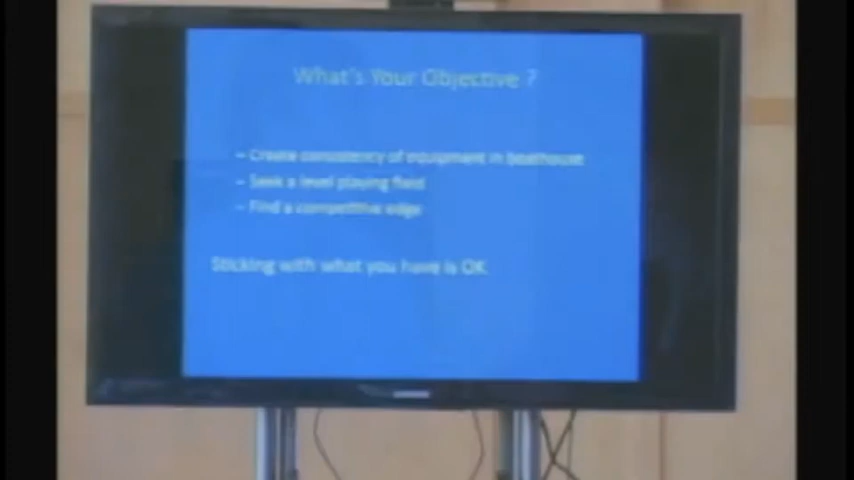 What's Your Objective ?
– Create consistency of equipment in boathouse
– Seek a level playing field
– Find a competitive edge
Sticking with what you have is OK